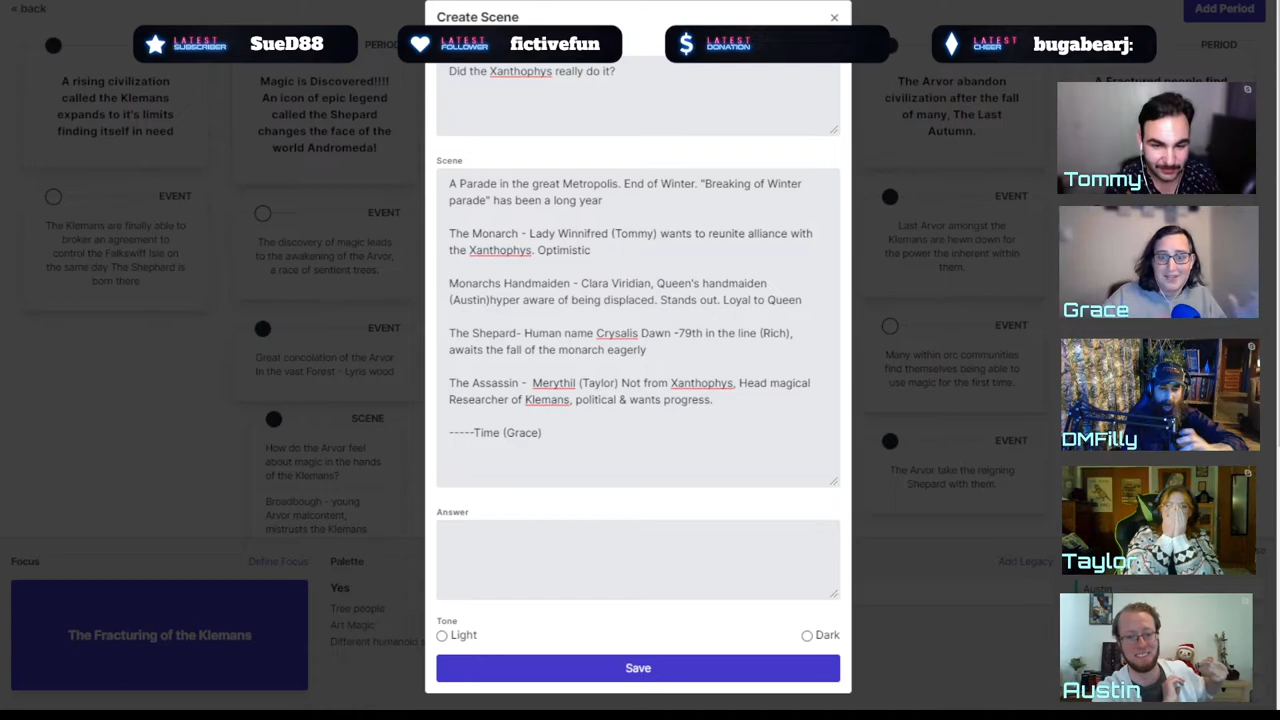 « back
Create Scene
×
Add Period
LATEST SUBSCRIBER
SueD88
LATEST FOLLOWER
fictivefun
LATEST DONATION
LATEST CHEER
bugabearj:
PERIOD
A rising civilization
called the Klemans
expands to it's limits
finding itself in need
EVENT
The Klemans are finally able to
broker an agreement to
control the Falkswiff Isle on
the same day The Shepard is
born there
Magic is Discovered!!!!
An icon of epic legend
called the Shepard
changes the face of the
world Andromeda!
EVENT
The discovery of magic leads
to the awakening of the Arvor,
a race of sentient trees.
EVENT
Great concolation of the Arvor
In the vast Forest - Lyris wood
SCENE
How do the Arvor feel
about magic in the hands
of the Klemans?
Broadbough - young
Arvor malcontent,
mistrusts the Klemans
Did the Xanthophys really do it?
Scene
A Parade in the great Metropolis. End of Winter. "Breaking of Winter
parade" has been a long year
The Monarch - Lady Winnifred (Tommy) wants to reunite alliance with
the Xanthophys. Optimistic
Monarchs Handmaiden - Clara Viridian, Queen's handmaiden
(Austin)hyper aware of being displaced. Stands out. Loyal to Queen
The Shepard- Human name Crysalis Dawn -79th in the line (Rich),
awaits the fall of the monarch eagerly
The Assassin - Merythil (Taylor) Not from Xanthophys, Head magical
Researcher of Klemans, political & wants progress.
-----Time (Grace)
Answer
Tone
Light
Dark
Save
The Arvor abandon
civilization after the fall
of many, The Last
Autumn.
EVENT
Last Arvor amongst the
Klemans are hewn down for
the power the inherent within
them.
EVENT
Many within orc communities
find themselves being able to
use magic for the first time.
EVENT
The Arvor take the reigning
Shepard with them.
PERIOD
A Fractured people find
Focus
Define Focus
The Fracturing of the Klemans
Palette
Yes
Tree people
Art Magic
Different humanoid s
Add Legacy
Austin
Tommy
Grace
DMFilly
Taylor
Austin